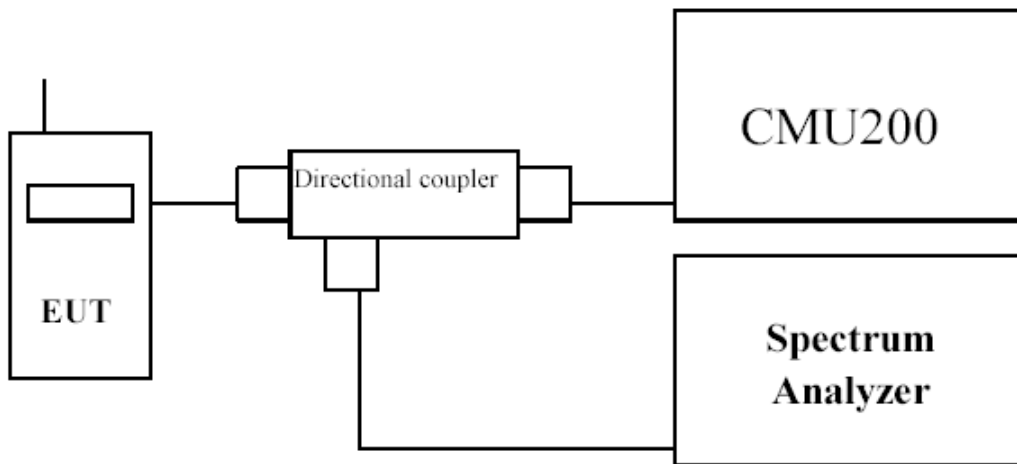 CMU200
Directional coupler
EUT
Spectrum
Analyzer